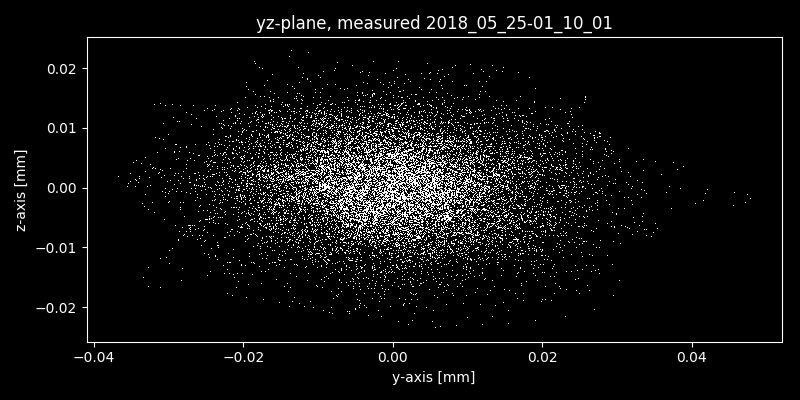 yz-plane, measured 2018_05_25-01_10_01
z-axis [mm]
0.02
0.01
0.00
−0.01
−0.02
−0.04 −0.02 0.00 0.02 0.04
y-axis [mm]